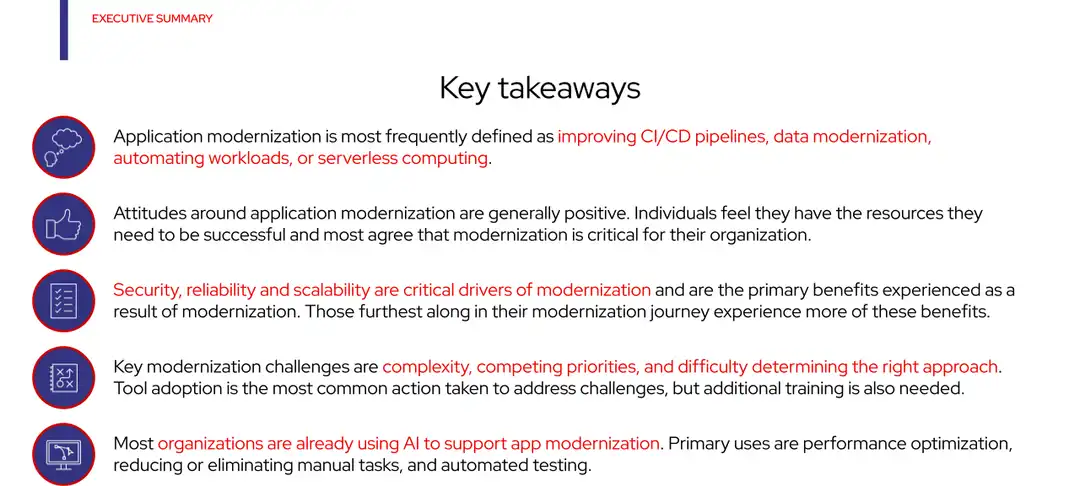 EXECUTIVE SUMMARY
Key takeaways
Application modernization is most frequently defined as improving CI/CD pipelines, data modernization,
automating workloads, or serverless computing.
Attitudes around application modernization are generally positive. Individuals feel they have the resources they
need to be successful and most agree that modernization is critical for their organization.
Security, reliability and scalability are critical drivers of modernization and are the primary benefits experienced as a
result of modernization. Those furthest along in their modernization journey experience more of these benefits.
Key modernization challenges are complexity, competing priorities, and difficulty determining the right approach.
Tool adoption is the most common action taken to address challenges, but additional training is also needed.
Most organizations are already using AI to support app modernization. Primary uses are performance optimization,
reducing or eliminating manual tasks, and automated testing.